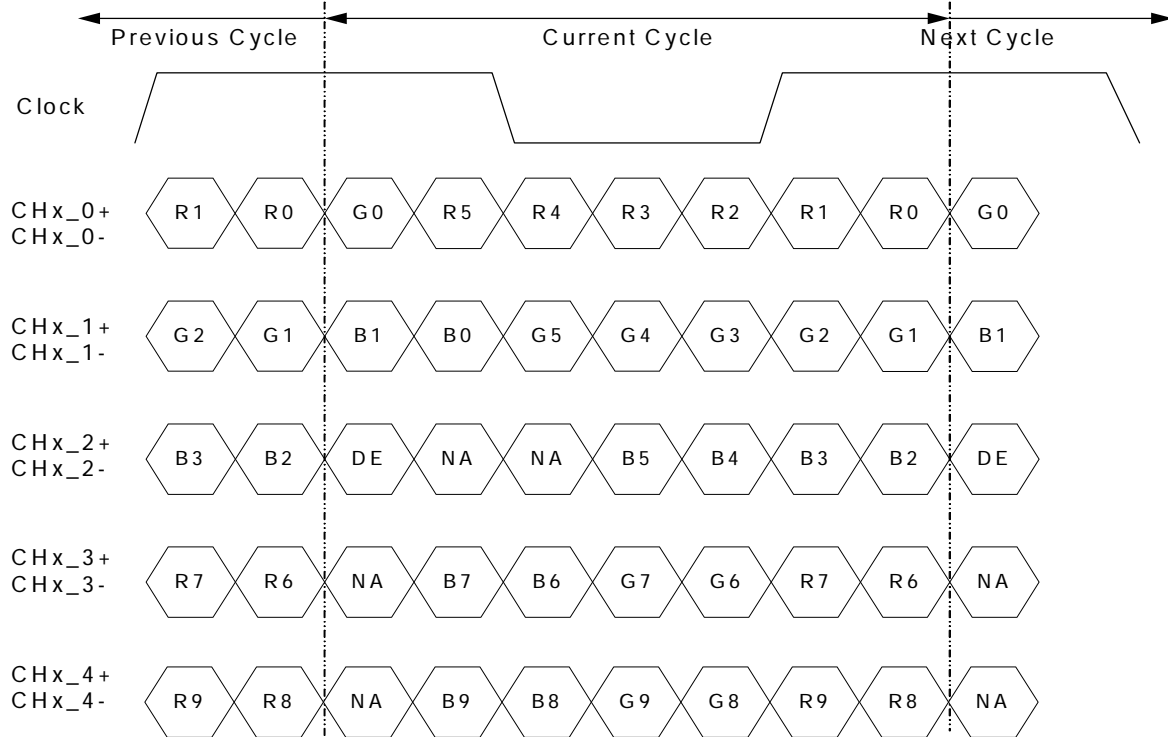 Previous Cycle Current Cycle Next Cycle
Clock
CHx_0+
CHx_0-
R1 R0 G0 R5 R4 R3 R2 R1 R0 G0
CHx_1+
CHx_1-
G2 G1 B1 B0 G5 G4 G3 G2 G1 B1
CHx_2+
CHx_2-
B3 B2 DE NA NA B5 B4 B3 B2 DE
CHx_3+
CHx_3-
R7 R6 NA B7 B6 G7 G6 R7 R6 NA
CHx_4+
CHx_4-
R9 R8 NA B9 B8 G9 G8 R9 R8 NA